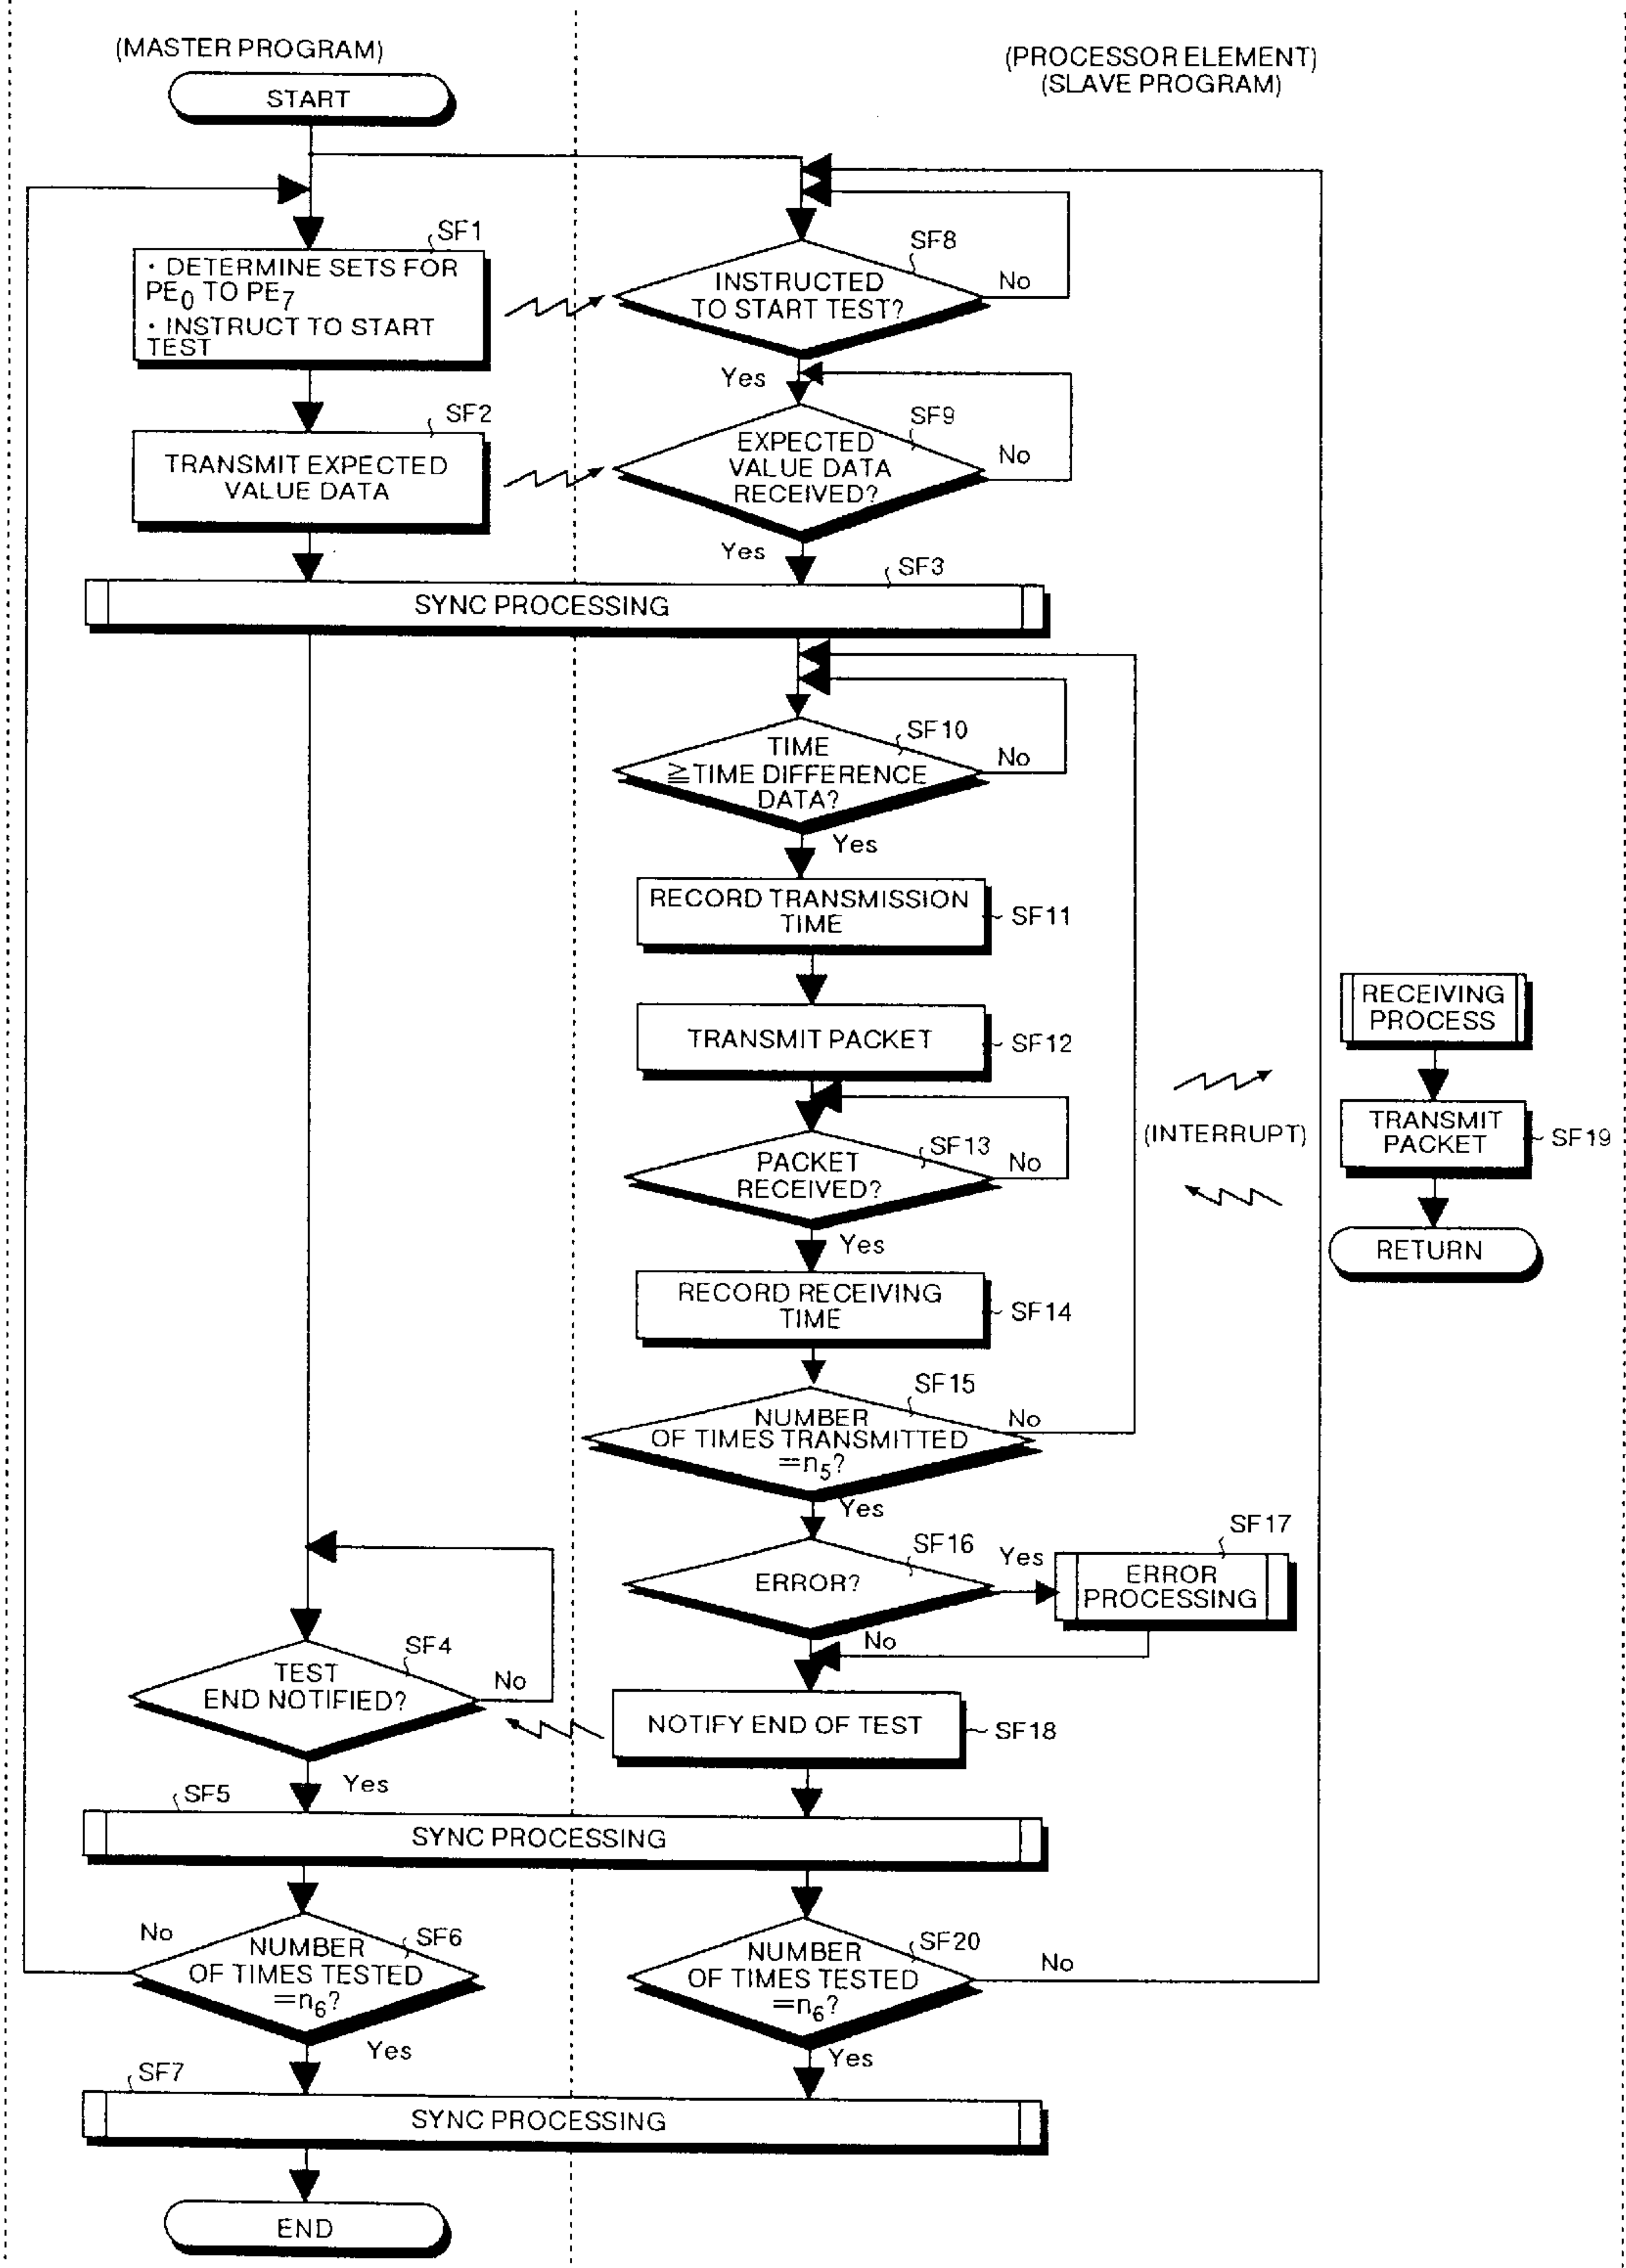 (MASTER PROGRAM)
START
SF1
· DETERMINE SETS FOR
PE0 TO PE7
· INSTRUCT TO START
TEST
SF2
TRANSMIT EXPECTED
VALUE DATA
(PROCESSOR ELEMENT)
(SLAVE PROGRAM)
SF8
INSTRUCTED
TO START TEST?
No
Yes
SF9
EXPECTED
VALUE DATA
RECEIVED?
No
Yes
SF3
SYNC PROCESSING
SF10
TIME
≧TIME DIFFERENCE
DATA?
No
Yes
RECORD TRANSMISSION
TIME
SF11
TRANSMIT PACKET
SF12
SF13
PACKET
RECEIVED?
No
Yes
RECORD RECEIVING
TIME
SF14
(INTERRUPT)
RECEIVING
PROCESS
TRANSMIT
PACKET
SF19
RETURN
SF15
NUMBER
OF TIMES TRANSMITTED
=n5?
No
Yes
SF16
ERROR?
Yes
No
SF17
ERROR
PROCESSING
SF4
TEST
END NOTIFIED?
No
Yes
NOTIFY END OF TEST
SF18
SF5
SYNC PROCESSING
No
SF6
NUMBER
OF TIMES TESTED
=n6?
Yes
SF20
NUMBER
OF TIMES TESTED
=n6?
No
Yes
SF7
SYNC PROCESSING
END